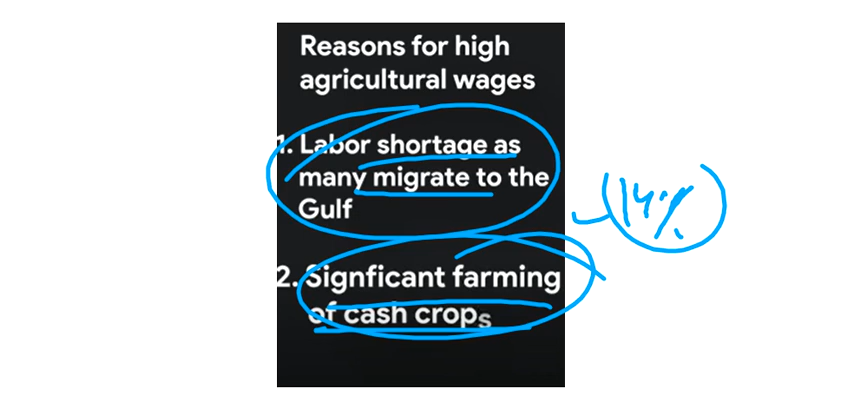 Reasons for high
agricultural wages
1. Labor shortage as
many migrate to the
Gulf
14%
2. Signficant farming
of cash crops